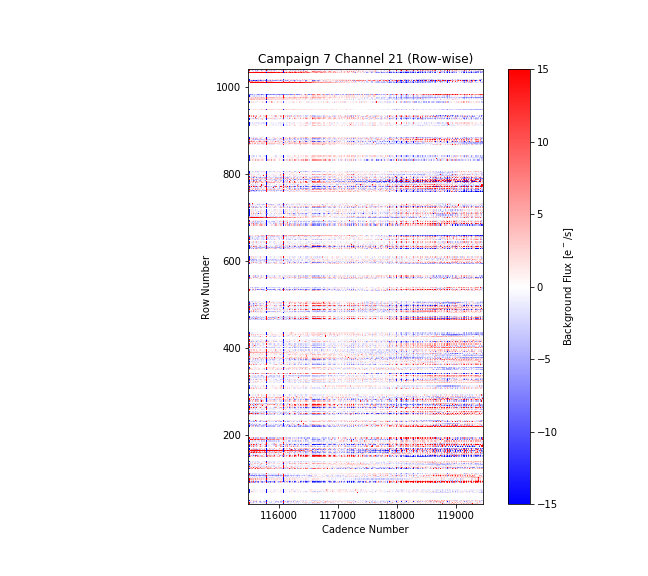 Campaign 7 Channel 21 (Row-wise)
1000
800
600
400
200
Row Number
116000 117000 118000 119000
Cadence Number
15
10
5
0
−5
−10
−15
Background Flux [e⁻/s]